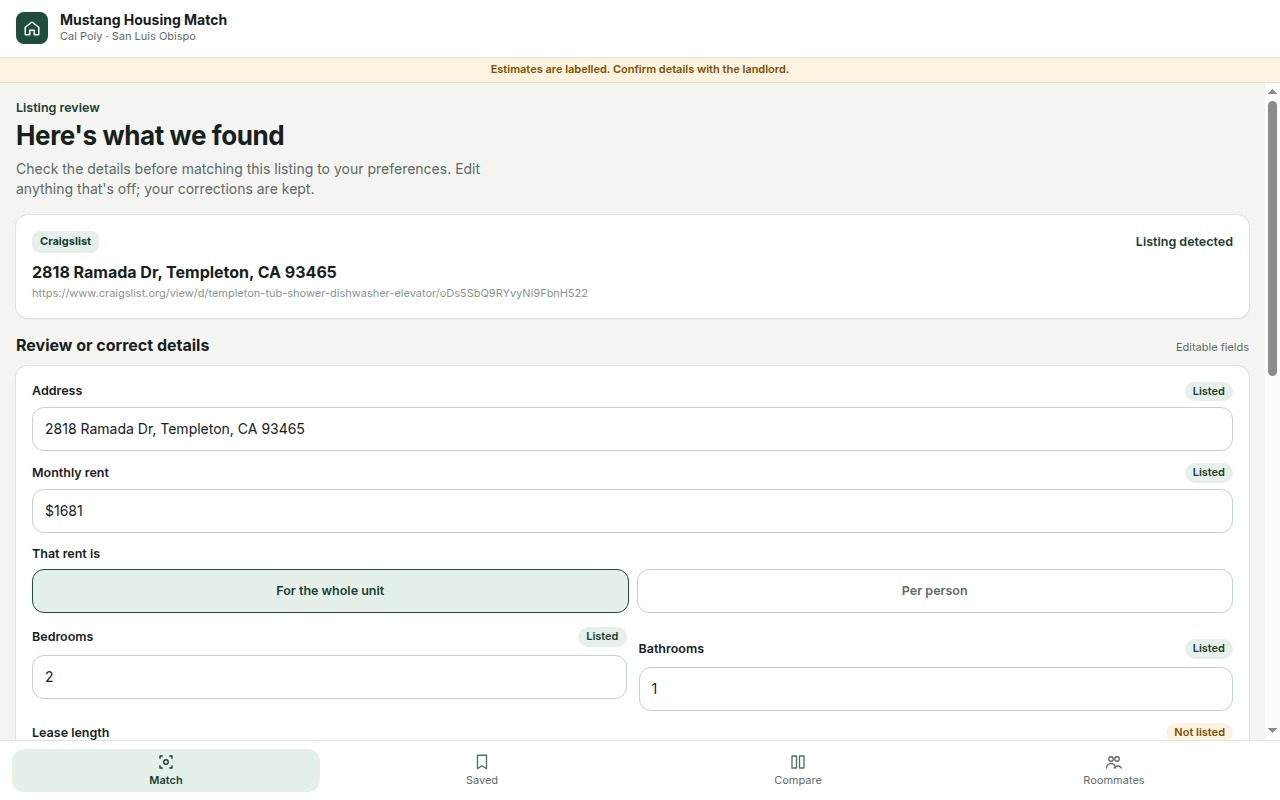 Mustang Housing Match
Cal Poly · San Luis Obispo
Estimates are labelled. Confirm details with the landlord.
Listing review
Here's what we found
Check the details before matching this listing to your preferences. Edit
anything that's off; your corrections are kept.
Craigslist
Listing detected
2818 Ramada Dr, Templeton, CA 93465
https://www.craigslist.org/view/d/templeton-tub-shower-dishwasher-elevator/oDs5SbQ9RYvyNi9FbnH522
Review or correct details
Editable fields
Address
Listed
2818 Ramada Dr, Templeton, CA 93465
Monthly rent
Listed
$1681
That rent is
For the whole unit
Per person
Bedrooms
Listed
2
Bathrooms
Listed
1
Lease length
Not listed
Match
Saved
Compare
Roommates